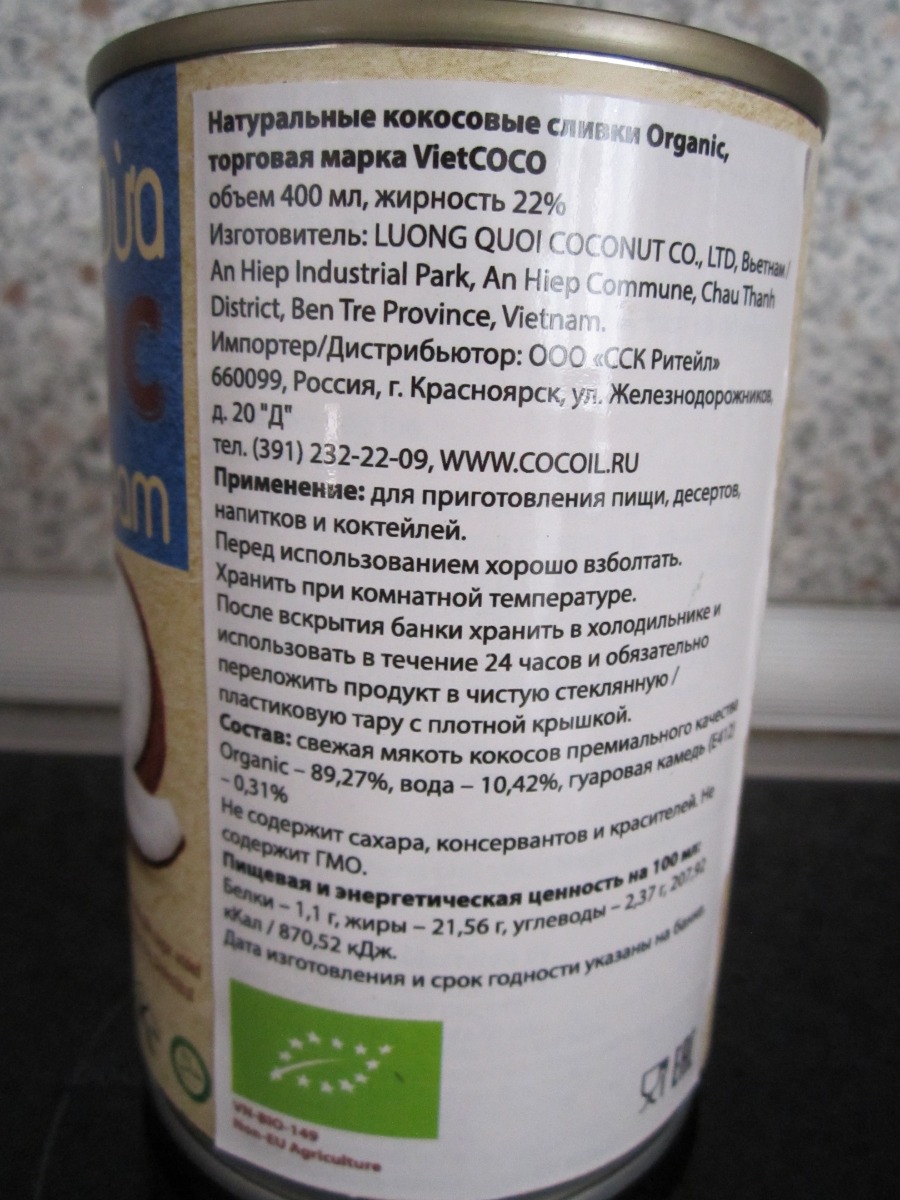 Dừa
C
am
Натуральные кокосовые сливки Organic,
торговая марка VietCOCO
объем 400 мл, жирность 22%
Изготовитель: LUONG QUOI COCONUT CO., LTD, Вьетнам /
An Hiep Industrial Park, An Hiep Commune, Chau Thanh
District, Ben Tre Province, Vietnam.
Импортер/Дистрибьютор: ООО «ССК Ритейл»
660099, Россия, г. Красноярск, ул. Железнодорожников,
д. 20 "Д"
тел. (391) 232-22-09, WWW.COCOIL.RU
Применение: для приготовления пищи, десертов,
напитков и коктейлей.
Перед использованием хорошо взболтать.
Хранить при комнатной температуре.
После вскрытия банки хранить в холодильнике и
использовать в течение 24 часов и обязательно
переложить продукт в чистую стеклянную /
пластиковую тару с плотной крышкой.
Состав: свежая мякоть кокосов премиального качества
Organic – 89,27%, вода – 10,42%, гуаровая камедь (E412)
– 0,31%
Не содержит сахара, консервантов и красителей. Не
содержит ГМО.
Пищевая и энергетическая ценность на 100 мл:
Белки – 1,1 г, жиры – 21,56 г, углеводы – 2,37 г, 207,92
кКал / 870,52 кДж.
Дата изготовления и срок годности указаны на банке.
VN-BIO-149
Non-EU Agriculture
EAC